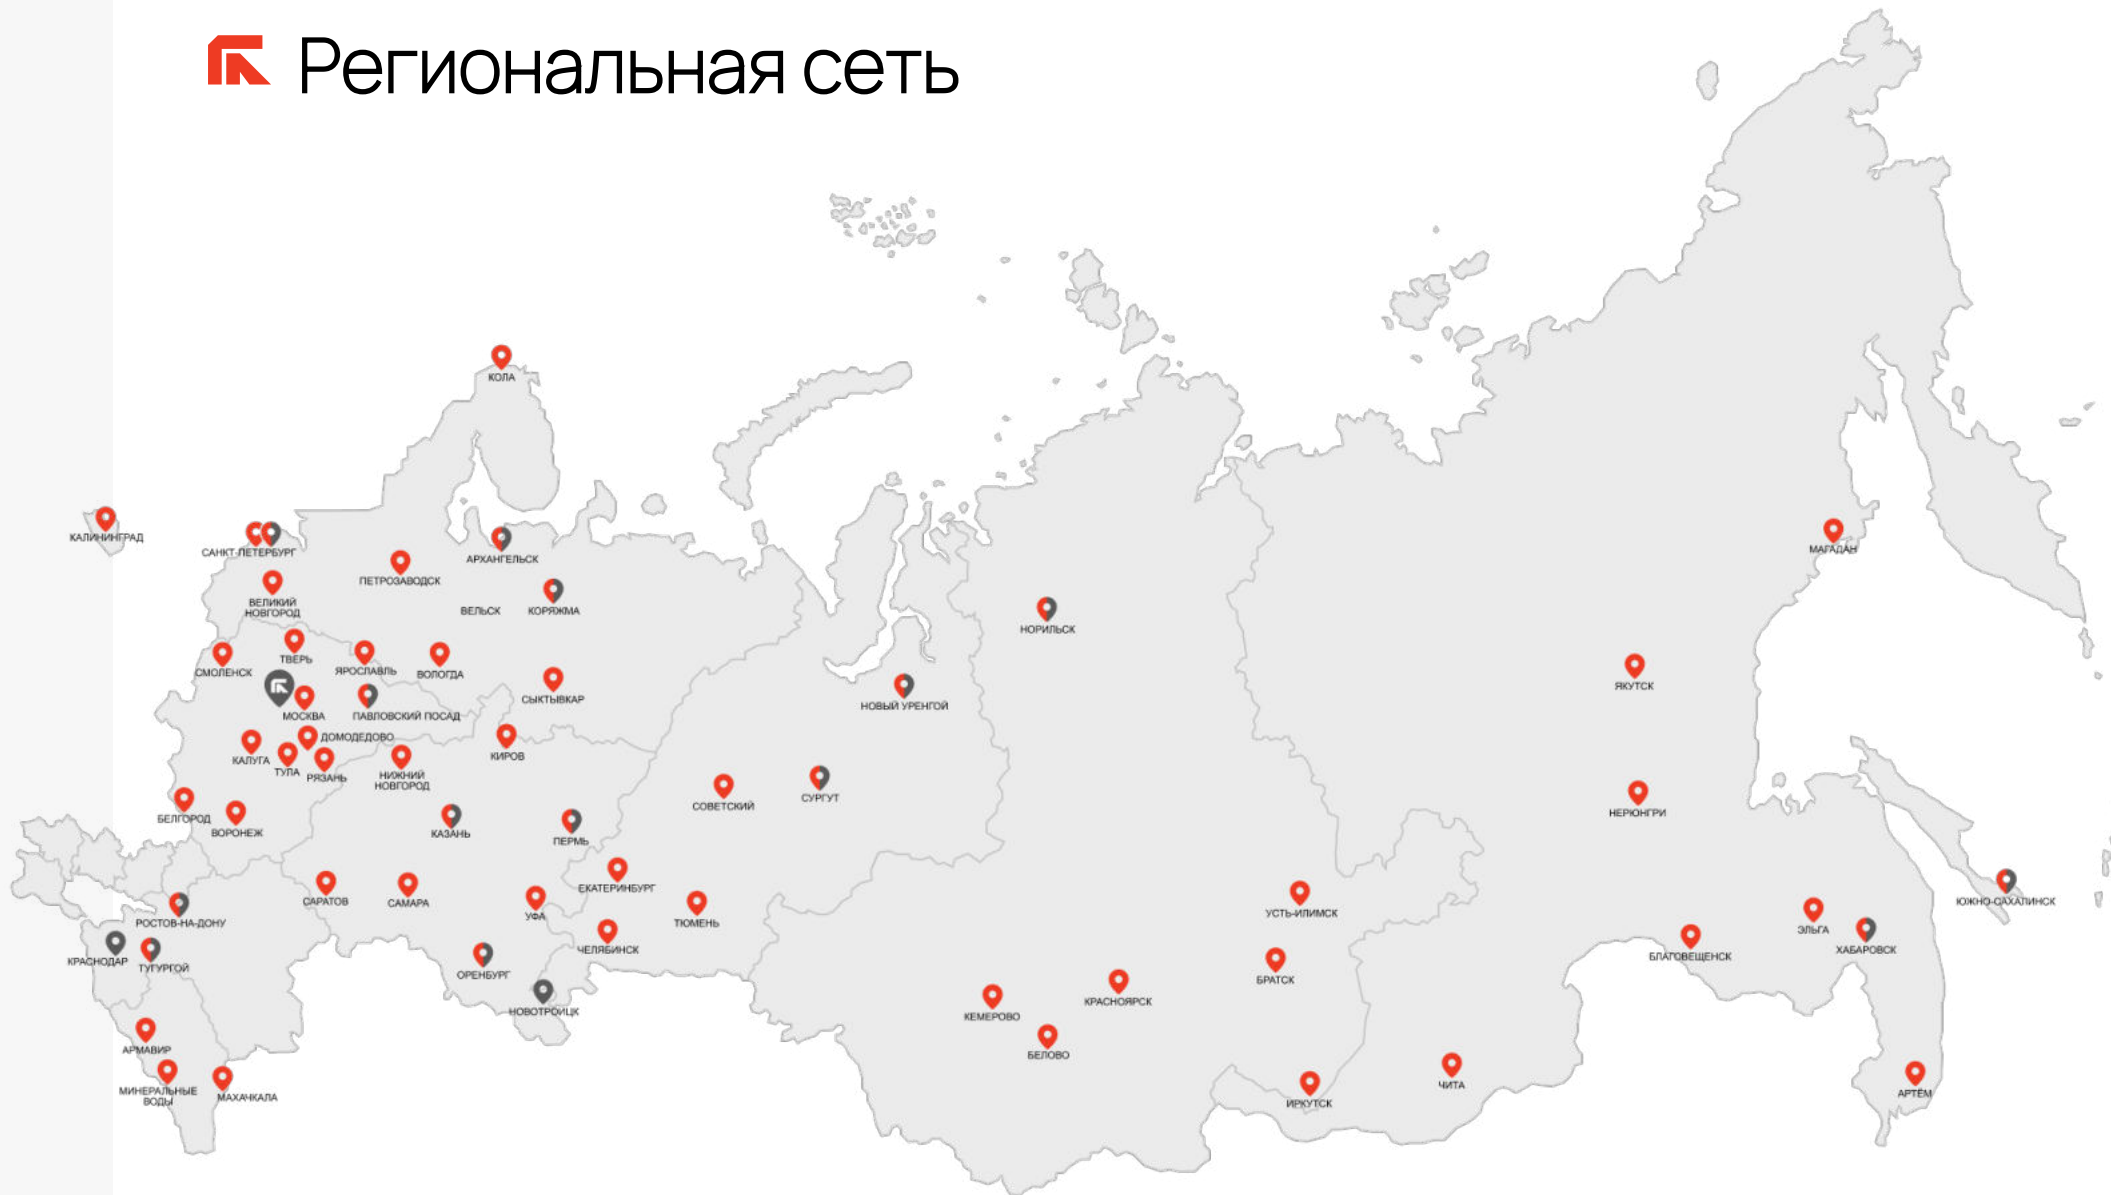 Региональная сеть
КОЛА
КАЛИНИНГРАД
САНКТ-ПЕТЕРБУРГ
АРХАНГЕЛЬСК
МАГАДАН
ПЕТРОЗАВОДСК
ВЕЛИКИЙ
НОВГОРОД
ВЕЛЬСК
КОРЯЖМА
НОРИЛЬСК
ТВЕРЬ
СМОЛЕНСК
ЯРОСЛАВЛЬ
ВОЛОГДА
СЫКТЫВКАР
НОВЫЙ УРЕНГОЙ
ЯКУТСК
МОСКВА
ПАВЛОВСКИЙ ПОСАД
ДОМОДЕДОВО
КАЛУГА
ТУЛА
РЯЗАНЬ
НИЖНИЙ
НОВГОРОД
КИРОВ
СОВЕТСКИЙ
СУРГУТ
НЕРЮНГРИ
БЕЛГОРОД
ВОРОНЕЖ
КАЗАНЬ
ПЕРМЬ
ЕКАТЕРИНБУРГ
САРАТОВ
САМАРА
УФА
ТЮМЕНЬ
УСТЬ-ИЛИМСК
ЮЖНО-САХАЛИНСК
РОСТОВ-НА-ДОНУ
ЭЛЬГА
КРАСНОДАР
ТУГУРГОЙ
ЧЕЛЯБИНСК
БЛАГОВЕЩЕНСК
ХАБАРОВСК
ОРЕНБУРГ
БРАТСК
НОВОТРОИЦК
КЕМЕРОВО
КРАСНОЯРСК
АРМАВИР
БЕЛОВО
МИНЕРАЛЬНЫЕ
ВОДЫ
МАХАЧКАЛА
ИРКУТСК
ЧИТА
АРТЁМ